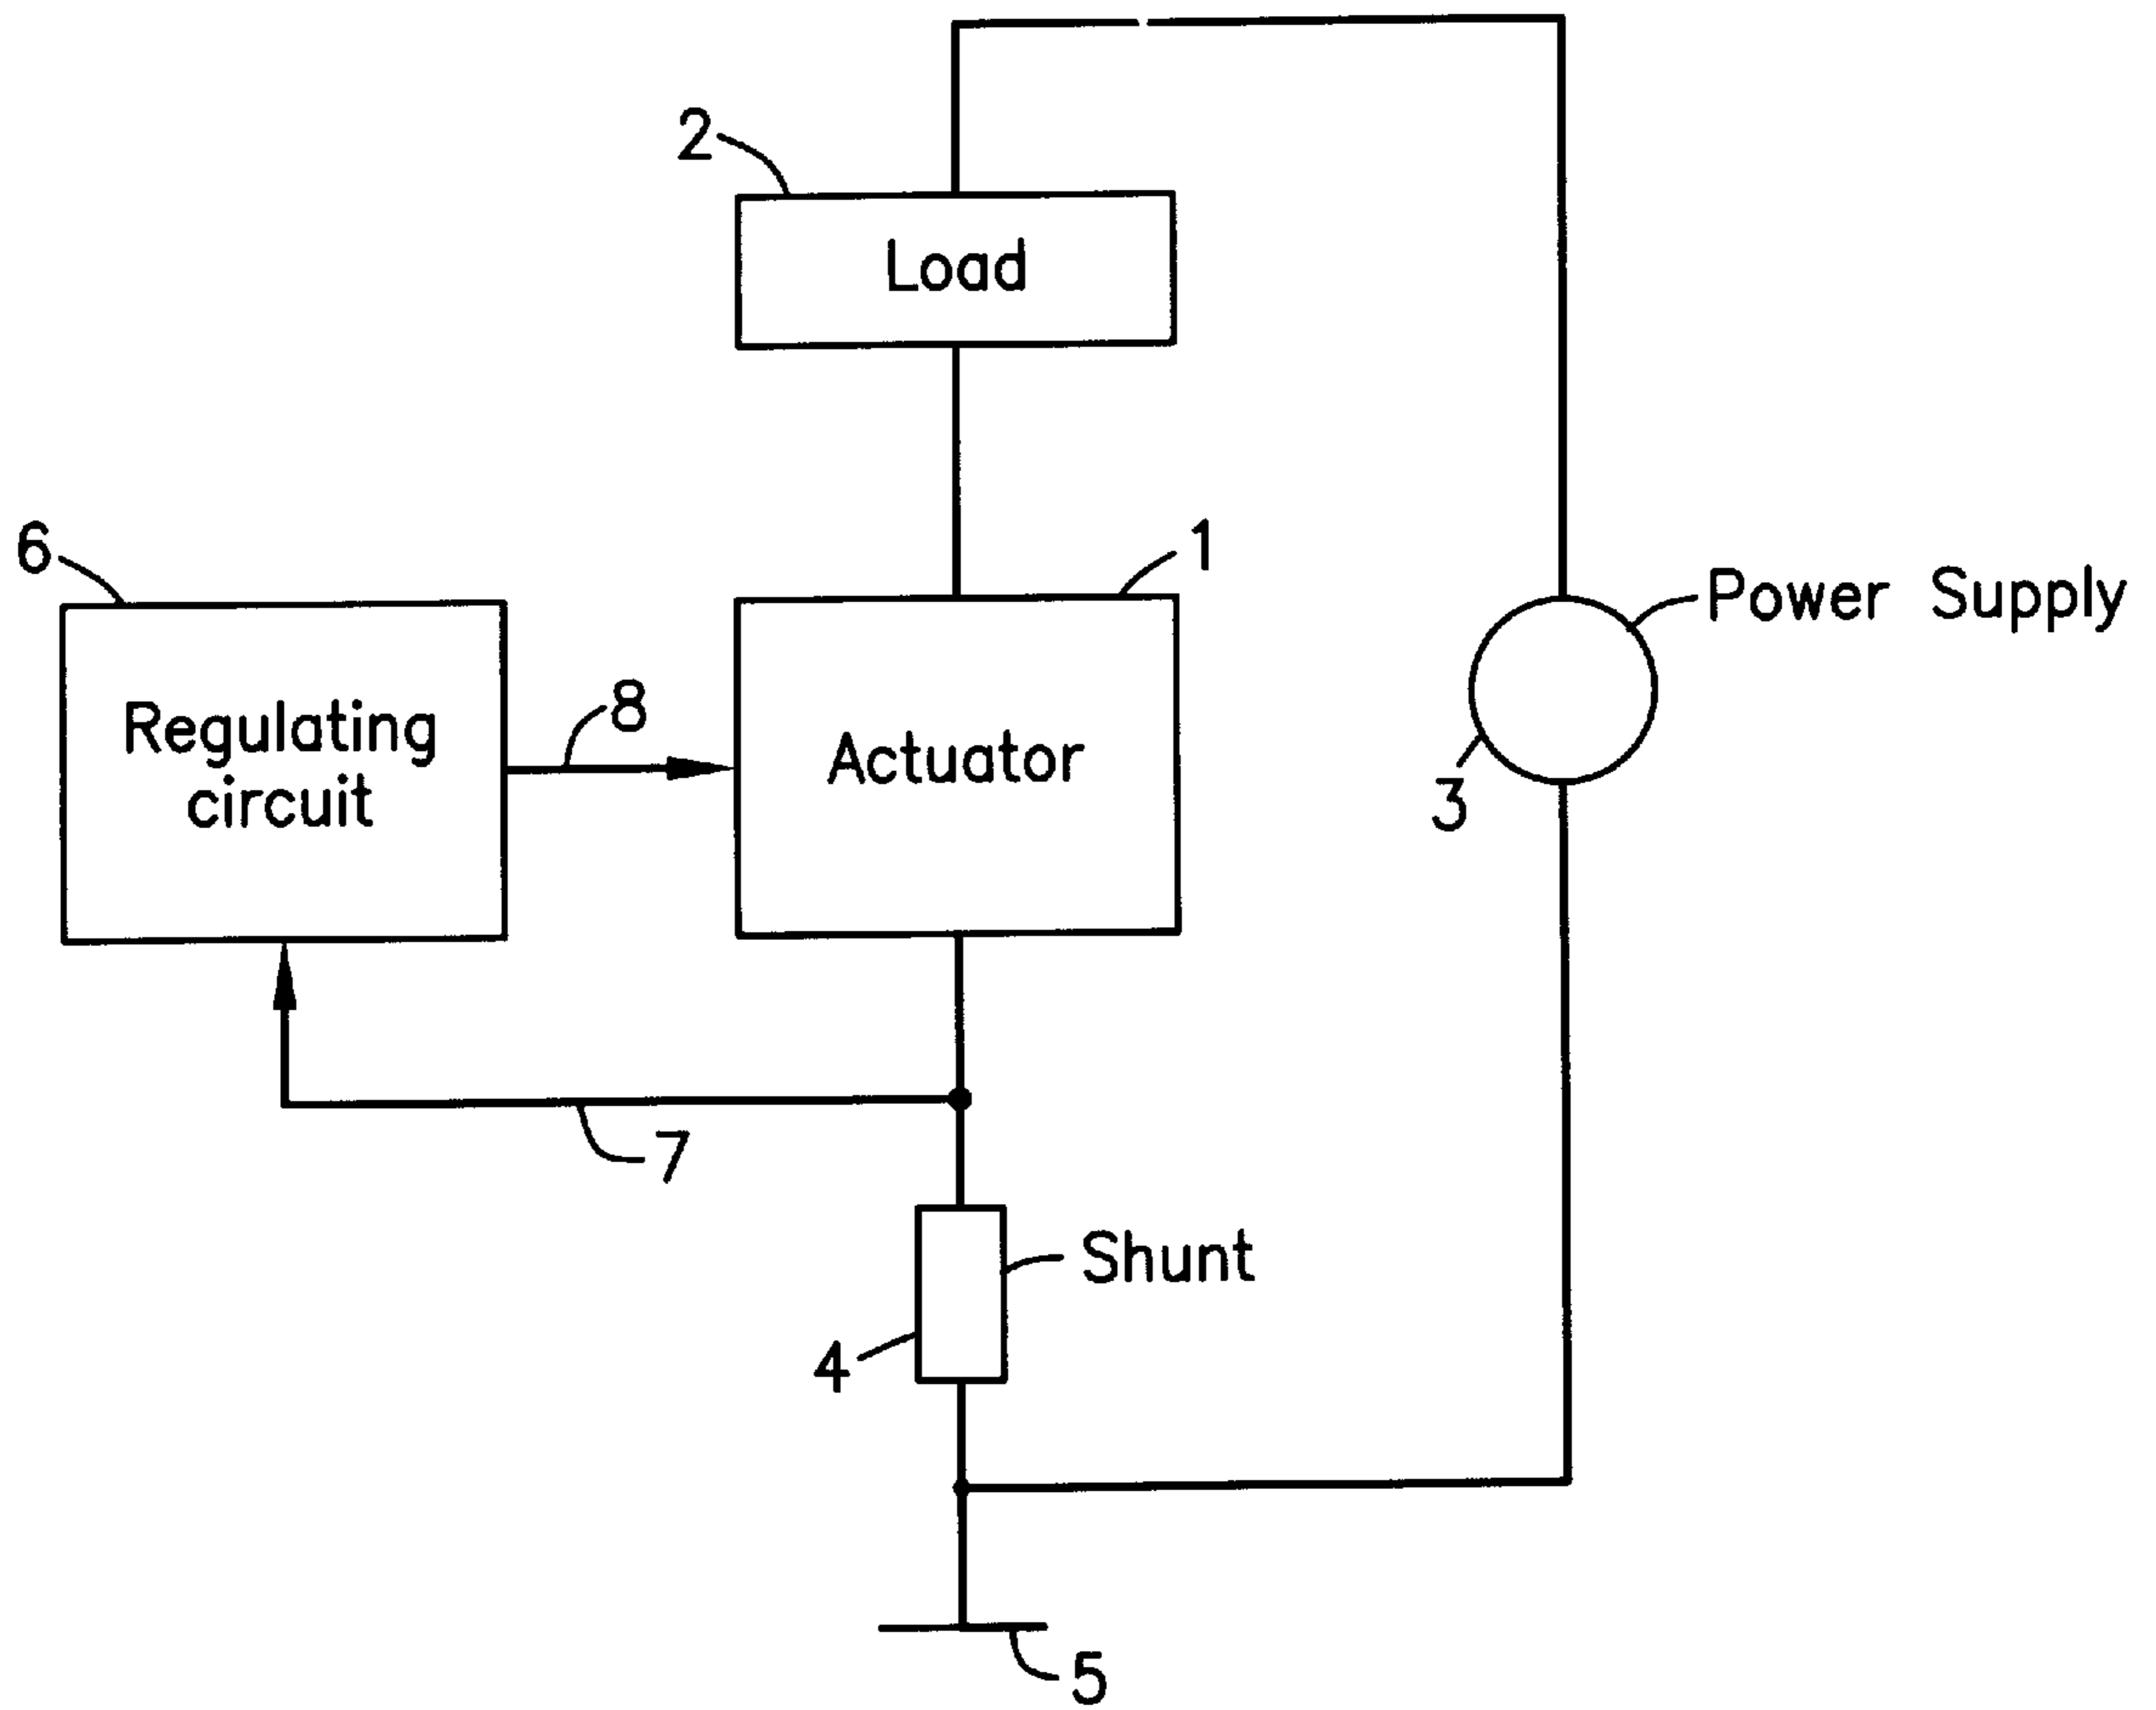 2
Load
6
1
Power Supply
8
Regulating
circuit
Actuator
3
7
Shunt
4
5